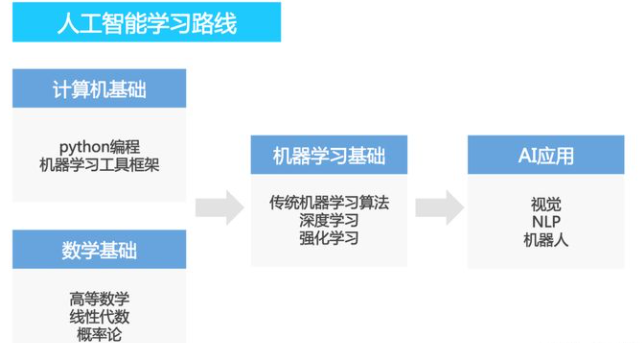 人工智能学习路线
计算机基础
python编程
机器学习工具框架
数学基础
高等数学
线性代数
概率论
机器学习基础
传统机器学习算法
深度学习
强化学习
AI应用
视觉
NLP
机器人